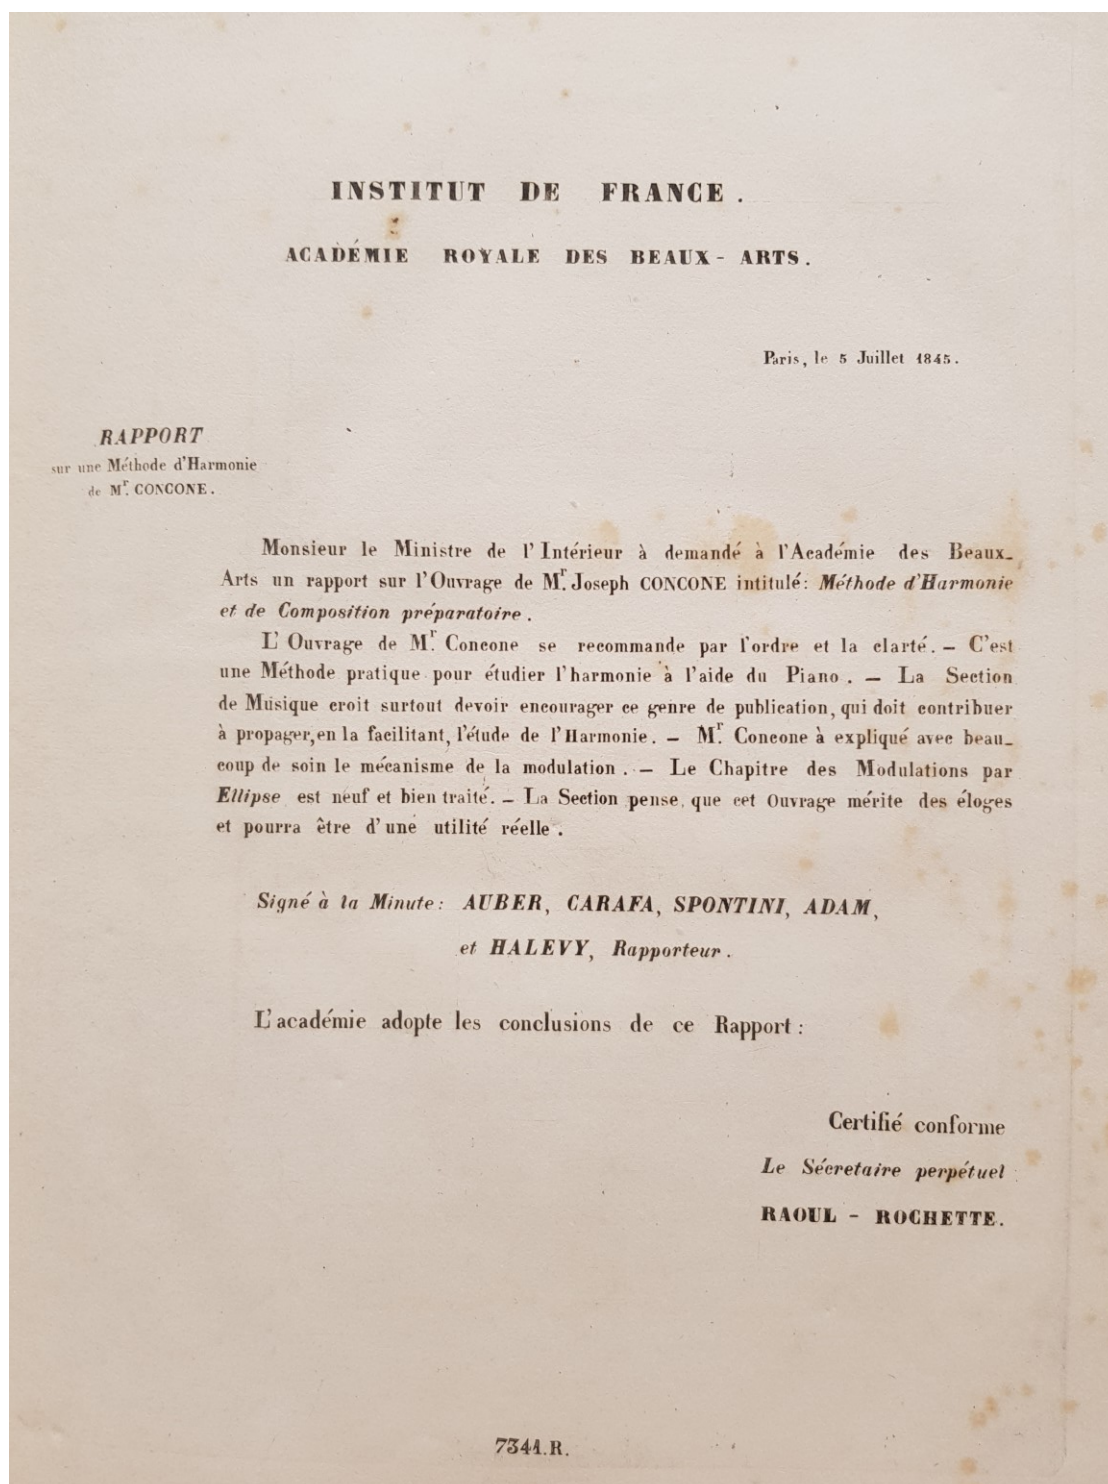 INSTITUT DE FRANCE.
ACADÉMIE ROYALE DES BEAUX-ARTS.
Paris, le 5 Juillet 1845.
RAPPORT
sur une Méthode d'Harmonie
de Mr. CONCONE.
Monsieur le Ministre de l'Intérieur à demandé à l'Académie des Beaux-
Arts un rapport sur l'Ouvrage de Mr. Joseph CONCONE intitulé: Méthode d'Harmonie
et de Composition préparatoire.
L'Ouvrage de Mr. Concone se recommande par l'ordre et la clarté. – C'est
une Méthode pratique pour étudier l'harmonie à l'aide du Piano. – La Section
de Musique croit surtout devoir encourager ce genre de publication, qui doit contribuer
à propager, en la facilitant, l'étude de l'Harmonie. – Mr. Concone à expliqué avec beau-
coup de soin le mécanisme de la modulation. – Le Chapitre des Modulations par
Ellipse est neuf et bien traité. – La Section pense, que cet Ouvrage mérite des éloges
et pourra être d'une utilité réelle.
Signé à la Minute: AUBER, CARAFA, SPONTINI, ADAM,
et HALEVY, Rapporteur.
L'académie adopte les conclusions de ce Rapport:
Certifié conforme
Le Sécretaire perpétuel
RAOUL - ROCHETTE.
7341.R.